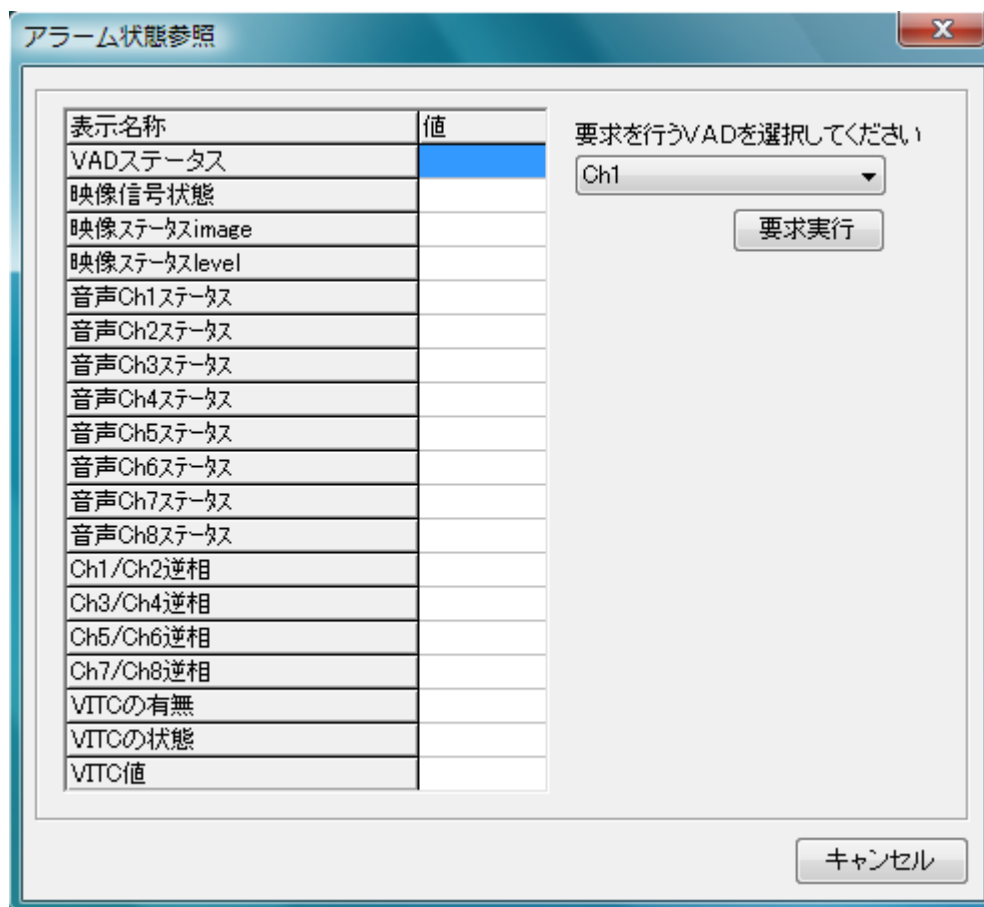 アラーム状態参照
表示名称 値
VADステータス
映像信号状態
映像ｽﾃｰﾀｽimage
映像ｽﾃｰﾀｽlevel
音声Ch1ｽﾃｰﾀｽ
音声Ch2ｽﾃｰﾀｽ
音声Ch3ｽﾃｰﾀｽ
音声Ch4ｽﾃｰﾀｽ
音声Ch5ｽﾃｰﾀｽ
音声Ch6ｽﾃｰﾀｽ
音声Ch7ｽﾃｰﾀｽ
音声Ch8ｽﾃｰﾀｽ
Ch1/Ch2逆相
Ch3/Ch4逆相
Ch5/Ch6逆相
Ch7/Ch8逆相
VITCの有無
VITCの状態
VITC値
要求を行うVADを選択してください
Ch1
要求実行
キャンセル